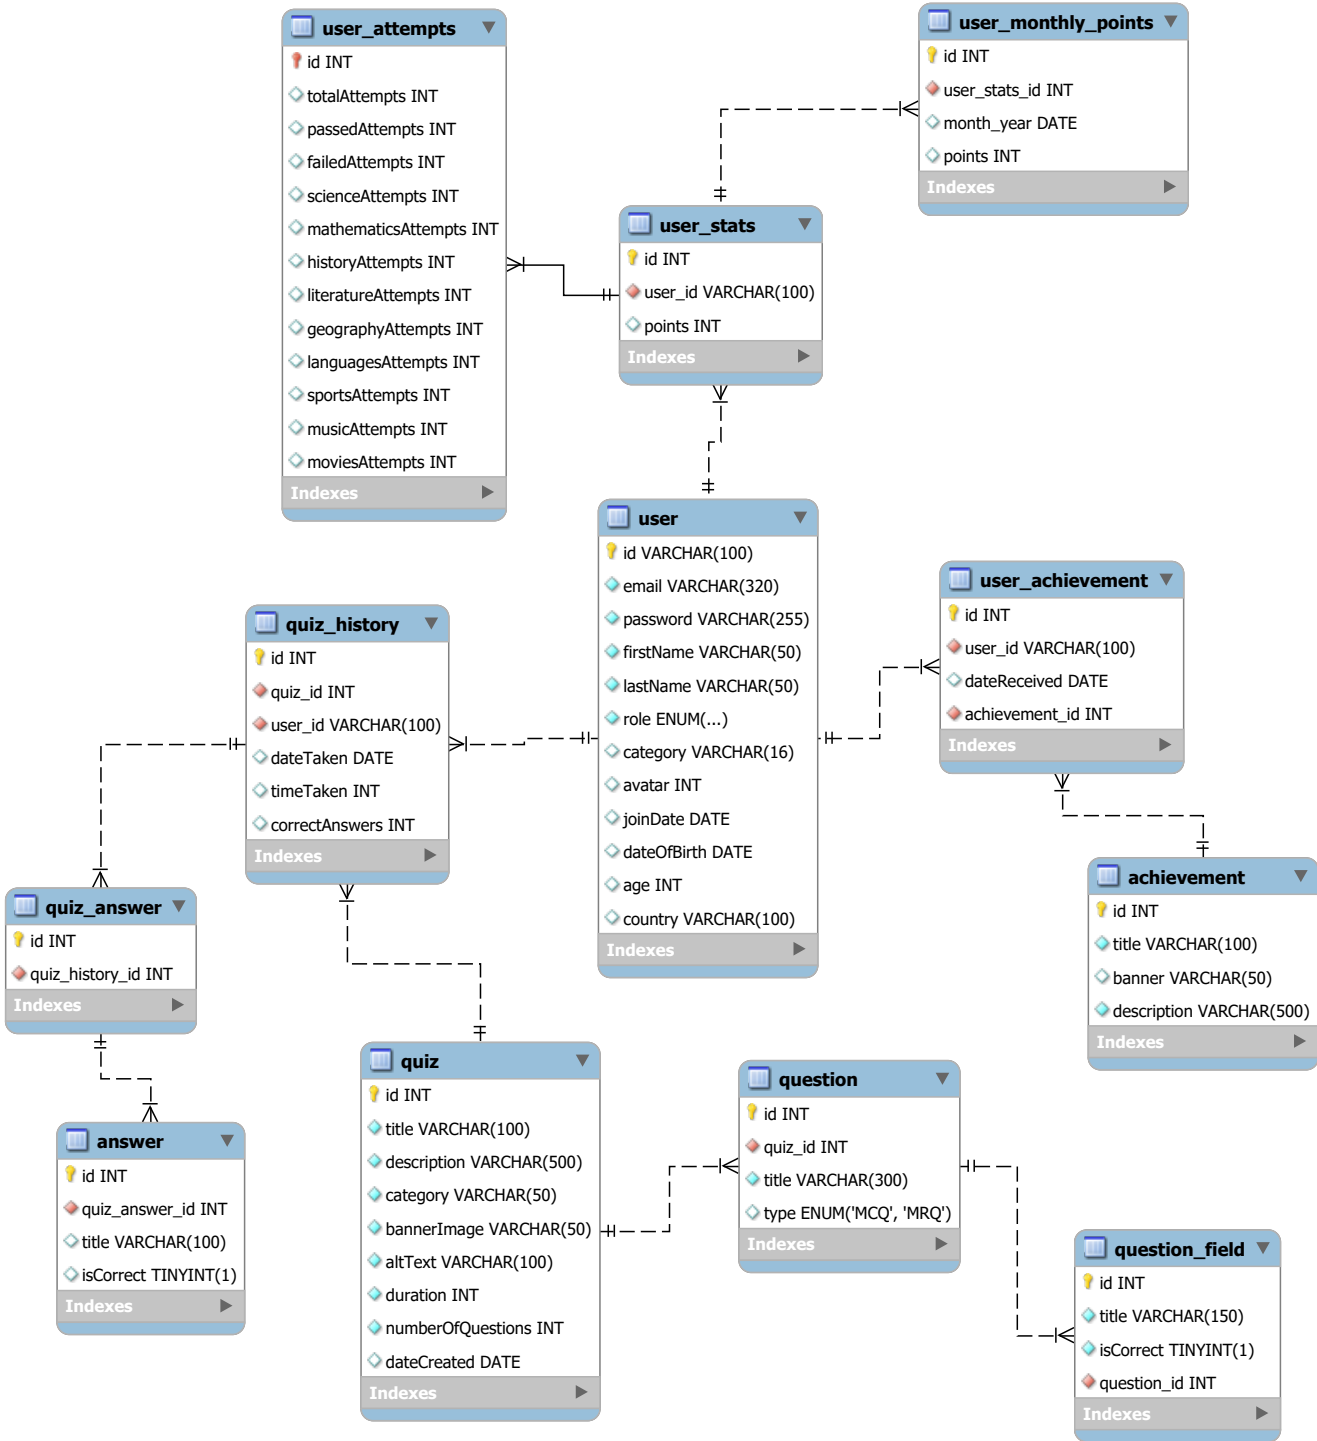 user_attempts
id INT
totalAttempts INT
passedAttempts INT
failedAttempts INT
scienceAttempts INT
mathematicsAttempts INT
historyAttempts INT
literatureAttempts INT
geographyAttempts INT
languagesAttempts INT
sportsAttempts INT
musicAttempts INT
moviesAttempts INT
Indexes
user_monthly_points
id INT
user_stats_id INT
month_year DATE
points INT
Indexes
user_stats
id INT
user_id VARCHAR(100)
points INT
Indexes
user
id VARCHAR(100)
email VARCHAR(320)
password VARCHAR(255)
firstName VARCHAR(50)
lastName VARCHAR(50)
role ENUM(...)
category VARCHAR(16)
avatar INT
joinDate DATE
dateOfBirth DATE
age INT
country VARCHAR(100)
Indexes
user_achievement
id INT
user_id VARCHAR(100)
dateReceived DATE
achievement_id INT
Indexes
quiz_history
id INT
quiz_id INT
user_id VARCHAR(100)
dateTaken DATE
timeTaken INT
correctAnswers INT
Indexes
achievement
id INT
title VARCHAR(100)
banner VARCHAR(50)
description VARCHAR(500)
Indexes
quiz_answer
id INT
quiz_history_id INT
Indexes
quiz
id INT
title VARCHAR(100)
description VARCHAR(500)
category VARCHAR(50)
bannerImage VARCHAR(50)
altText VARCHAR(100)
duration INT
numberOfQuestions INT
dateCreated DATE
Indexes
question
id INT
quiz_id INT
title VARCHAR(300)
type ENUM('MCQ', 'MRQ')
Indexes
answer
id INT
quiz_answer_id INT
title VARCHAR(100)
isCorrect TINYINT(1)
Indexes
question_field
id INT
title VARCHAR(150)
isCorrect TINYINT(1)
question_id INT
Indexes